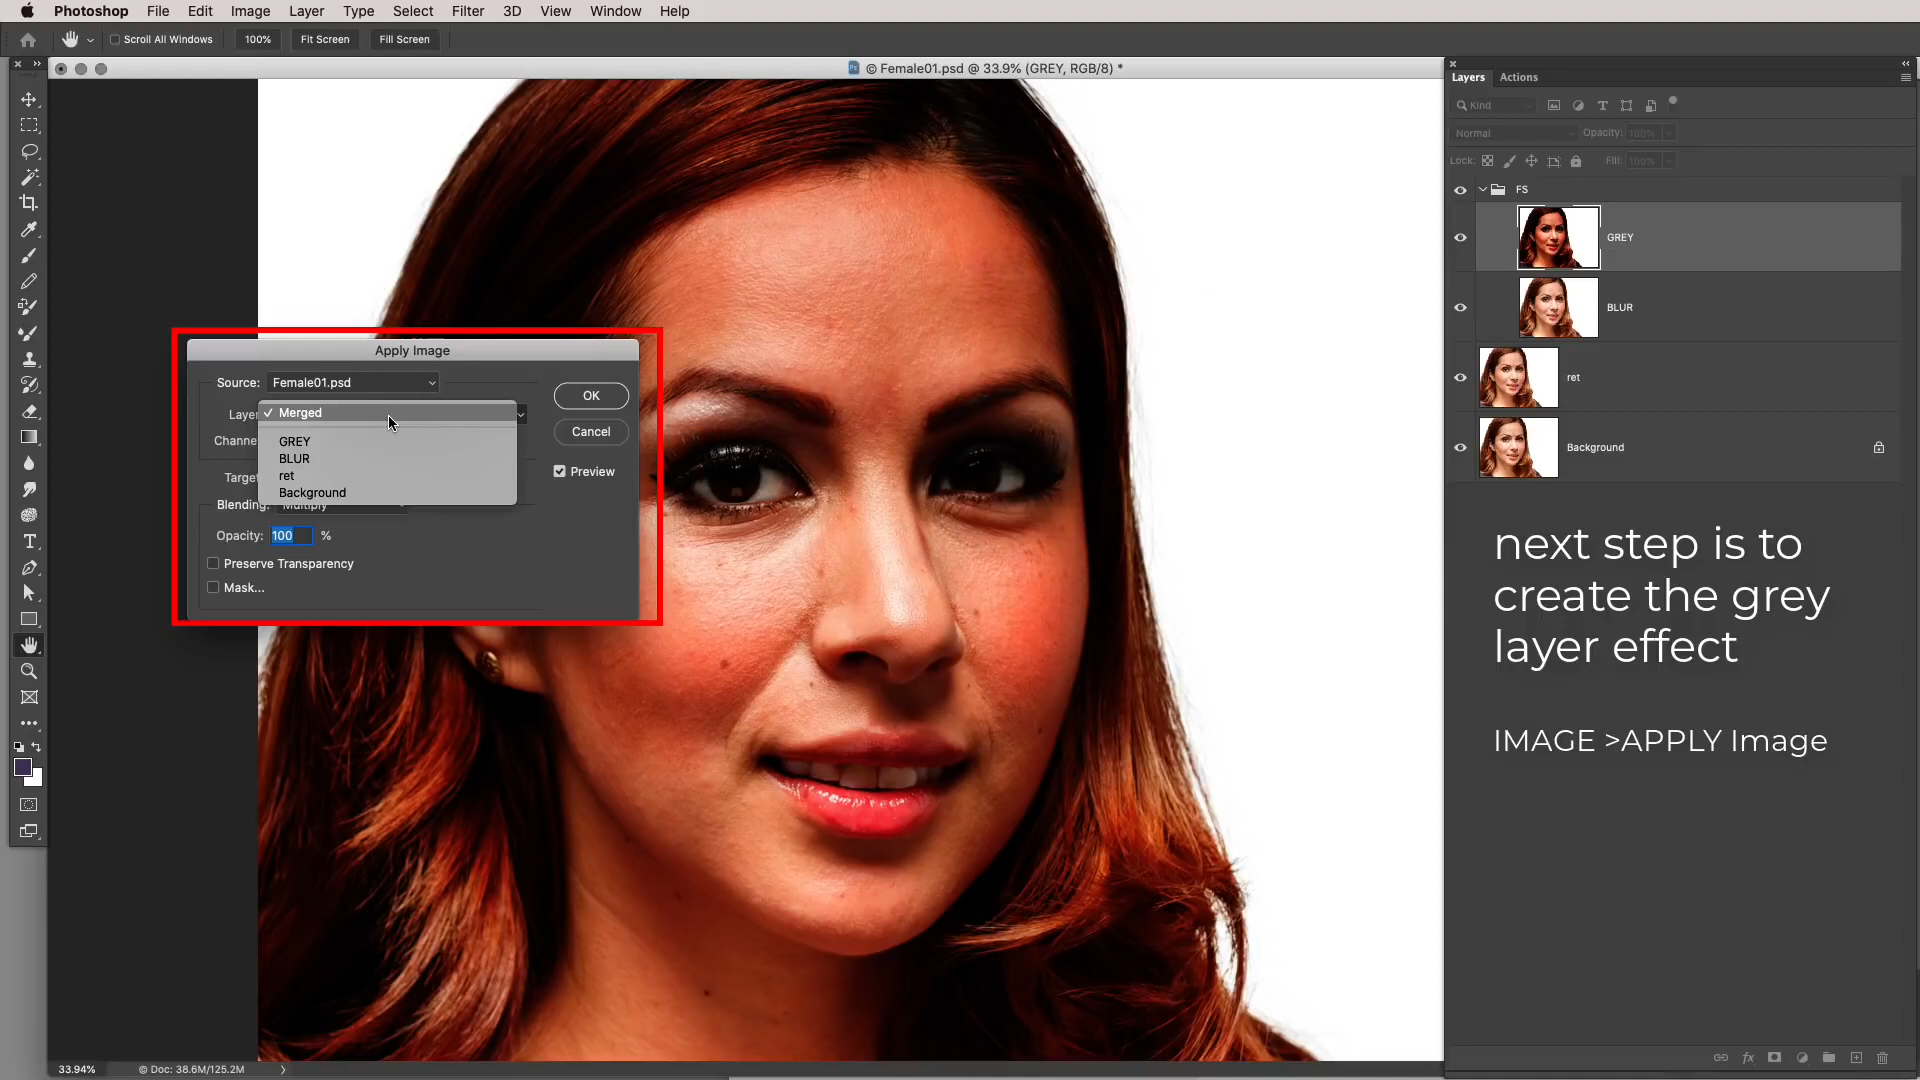 Photoshop File Edit Image Layer Type Select Filter 3D View Window Help
Scroll All Windows 100% Fit Screen Fill Screen
© Female01.psd @ 33.9% (GREY, RGB/8) *
Layers Actions
Kind
Normal Opacity: 100%
Lock: Fill: 100%
FS
GREY
BLUR
ret
Background
Apply Image
Source: Female01.psd
OK
Layer
Merged
Cancel
Channe
GREY
BLUR
Preview
Target
ret
Background
Blending: Multiply
Opacity: 100 %
Preserve Transparency
Mask...
next step is to
create the grey
layer effect
IMAGE >APPLY Image
33.94% © Doc: 38.6M/125.2M